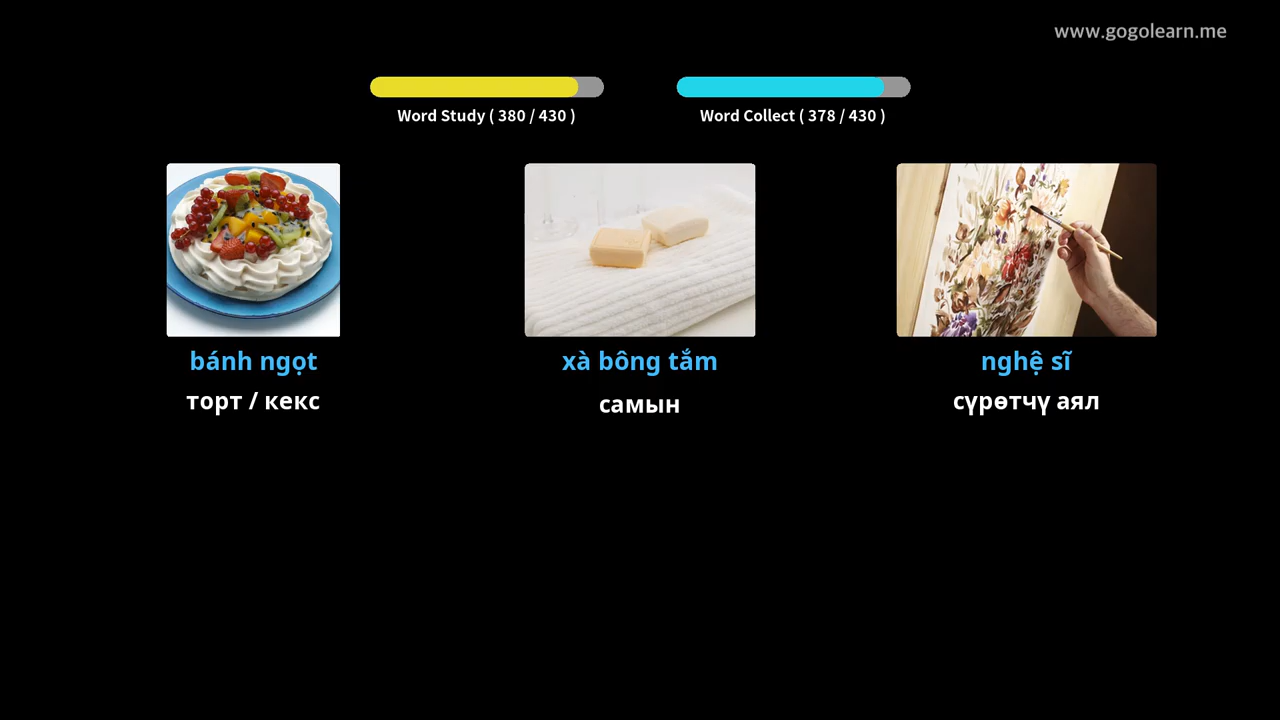 www.gogolearn.me
Word Study ( 380 / 430 )
Word Collect ( 378 / 430 )
bánh ngọt
xà bông tắm
nghệ sĩ
торт / кекс
самын
сүрөтчү аял